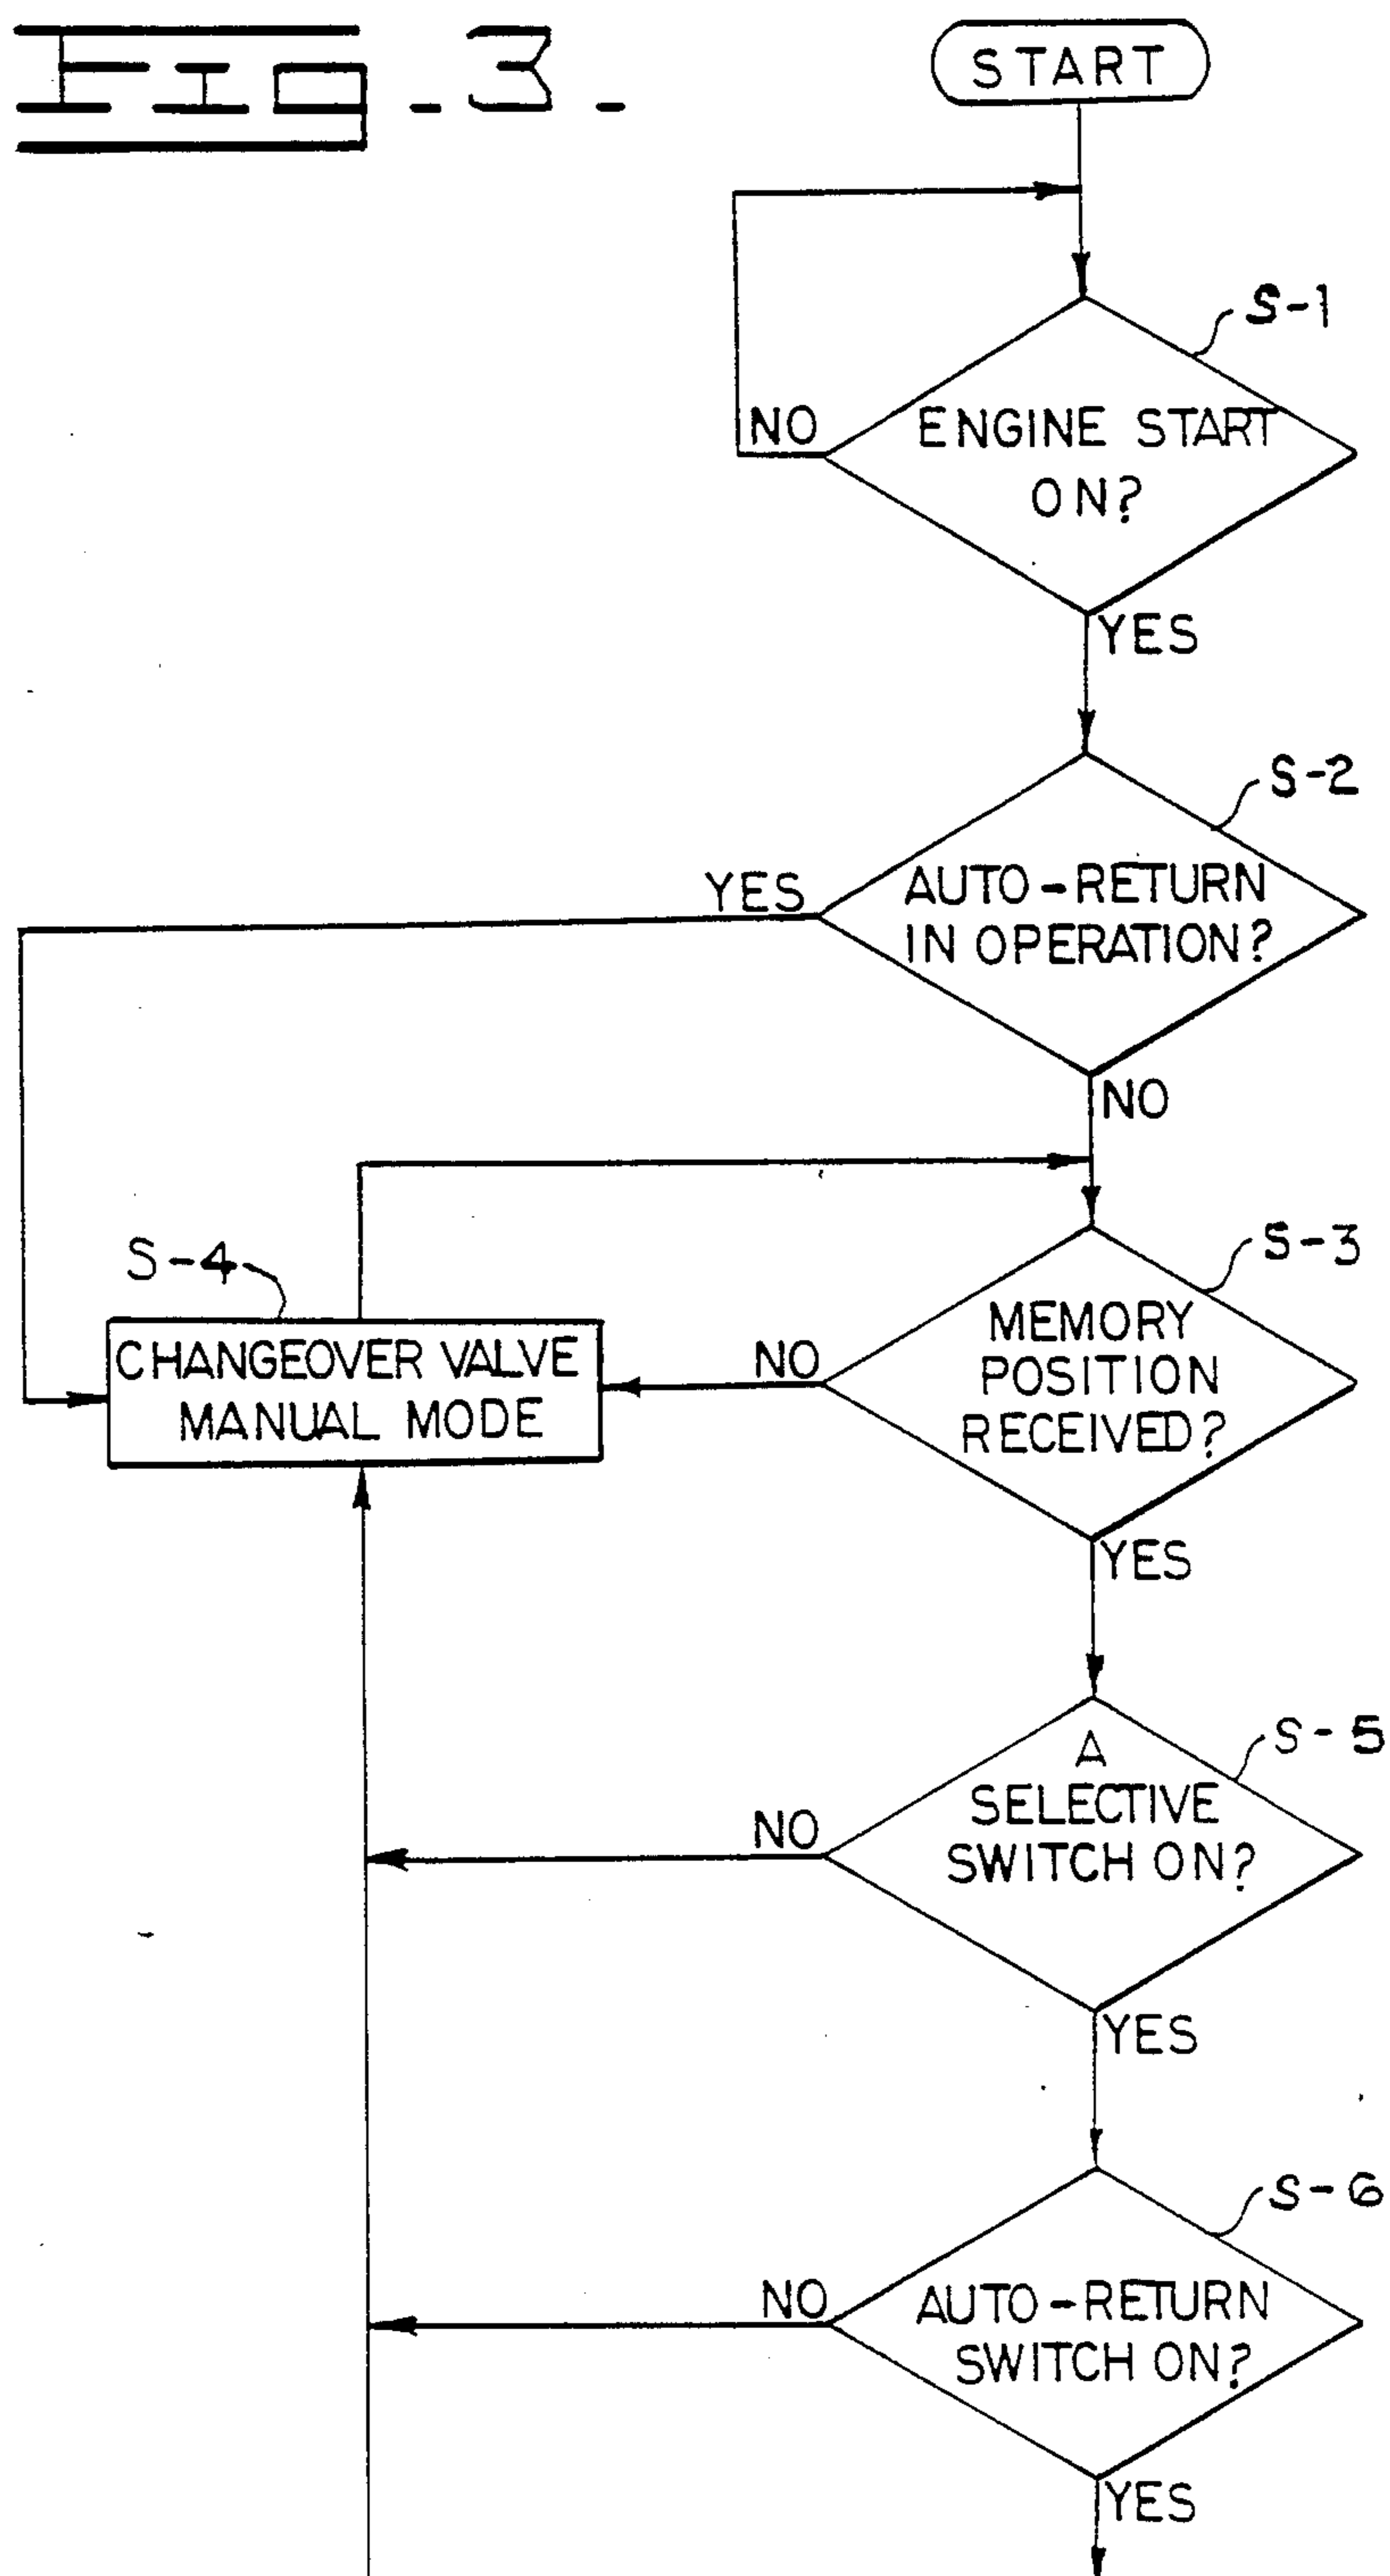 Fig. 3.
START
S-1
NO
ENGINE START
ON?
YES
S-2
YES
AUTO-RETURN
IN OPERATION?
NO
S-4
S-3
CHANGEOVER VALVE
MANUAL MODE
NO
MEMORY
POSITION
RECEIVED?
YES
S-5
NO
A
SELECTIVE
SWITCH ON?
YES
S-6
NO
AUTO-RETURN
SWITCH ON?
YES